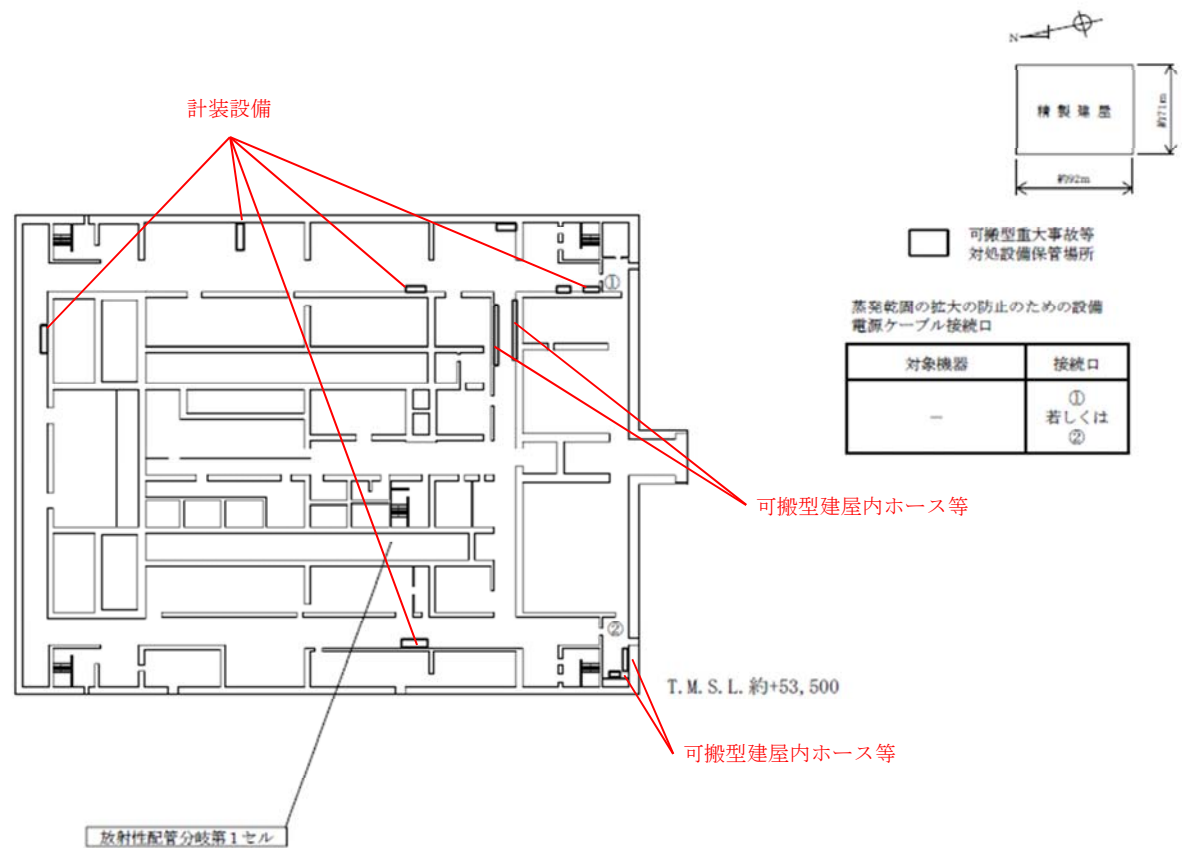 N
精製建屋
約71m
約92m
計装設備
可搬型重大事故等
対処設備保管場所
①
蒸発乾固の拡大の防止のための設備
電源ケーブル接続口
対象機器 接続口
－ ①
若しくは
②
可搬型建屋内ホース等
②
T.M.S.L.約+53,500
可搬型建屋内ホース等
放射性配管分岐第1セル